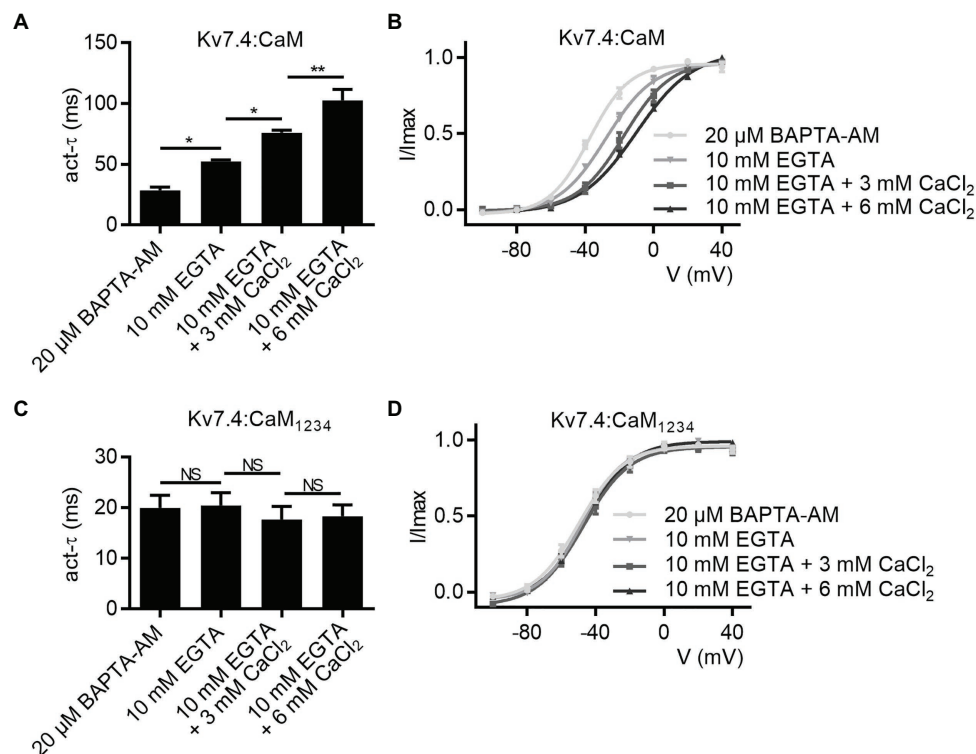 A
Kv7.4:CaM
act-τ (ms)
150
100
50
0
*
*
**
20 µM BAPTA-AM
10 mM EGTA
10 mM EGTA
+ 3 mM CaCl₂
10 mM EGTA
+ 6 mM CaCl₂
B
Kv7.4:CaM
I/Imax
1.0
0.5
0.0
-80
-40
0
40
V (mV)
20 µM BAPTA-AM
10 mM EGTA
10 mM EGTA + 3 mM CaCl₂
10 mM EGTA + 6 mM CaCl₂
C
Kv7.4:CaM₁₂₃₄
act-τ (ms)
30
20
10
0
NS
NS
NS
20 µM BAPTA-AM
10 mM EGTA
10 mM EGTA
+ 3 mM CaCl₂
10 mM EGTA
+ 6 mM CaCl₂
D
Kv7.4:CaM₁₂₃₄
I/Imax
1.0
0.5
0.0
-80
-40
0
40
V (mV)
20 µM BAPTA-AM
10 mM EGTA
10 mM EGTA + 3 mM CaCl₂
10 mM EGTA + 6 mM CaCl₂